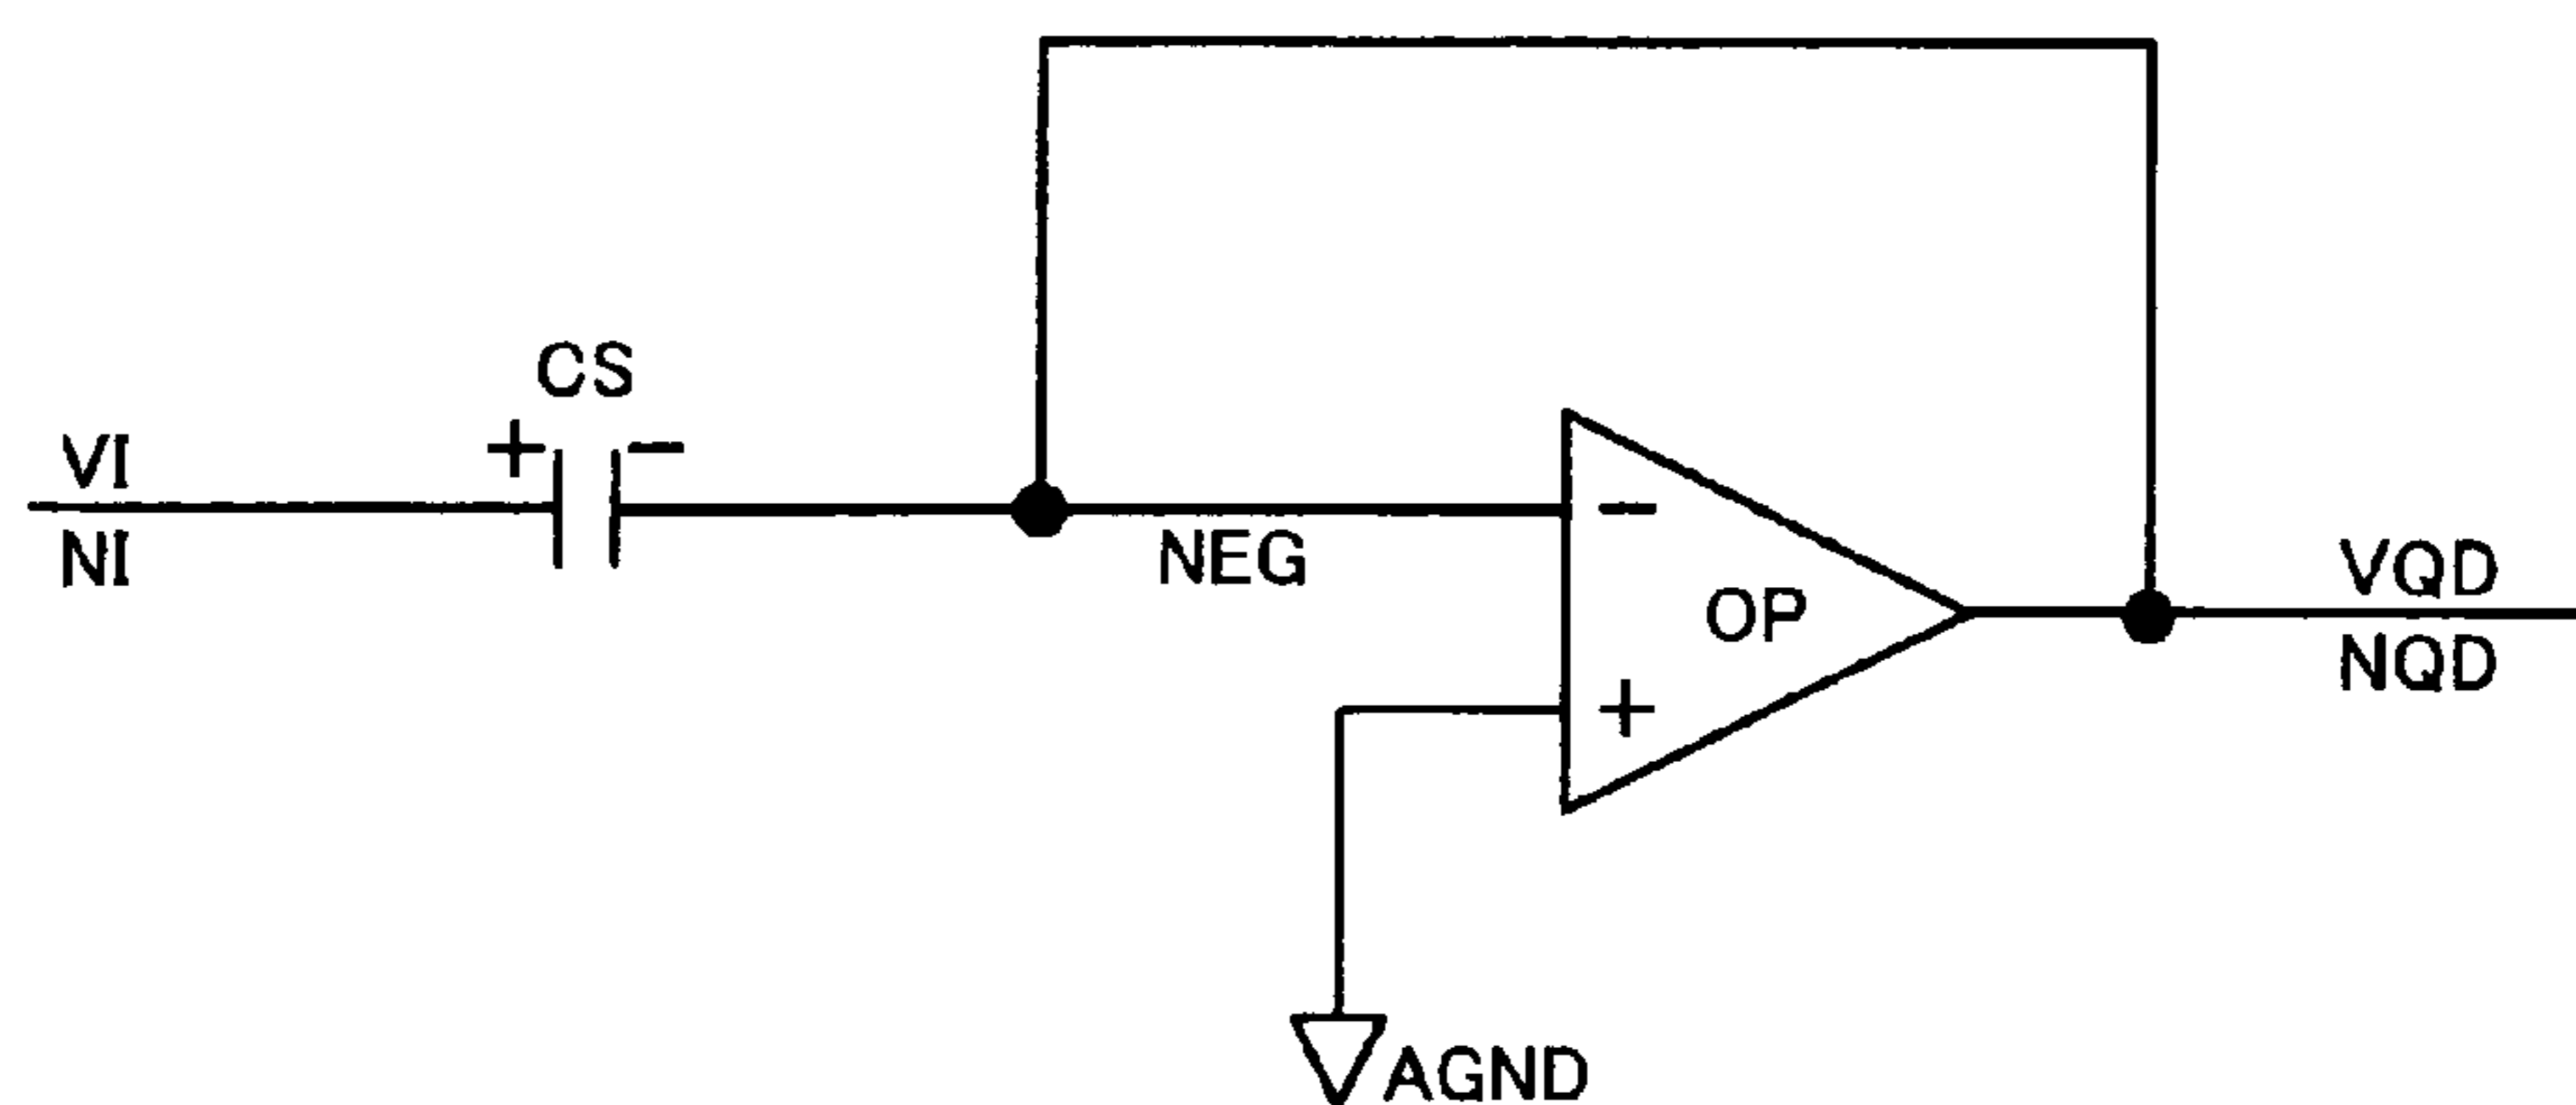 CS
+ −
VI
NI
NEG
−
OP
+
VQD
NQD
AGND